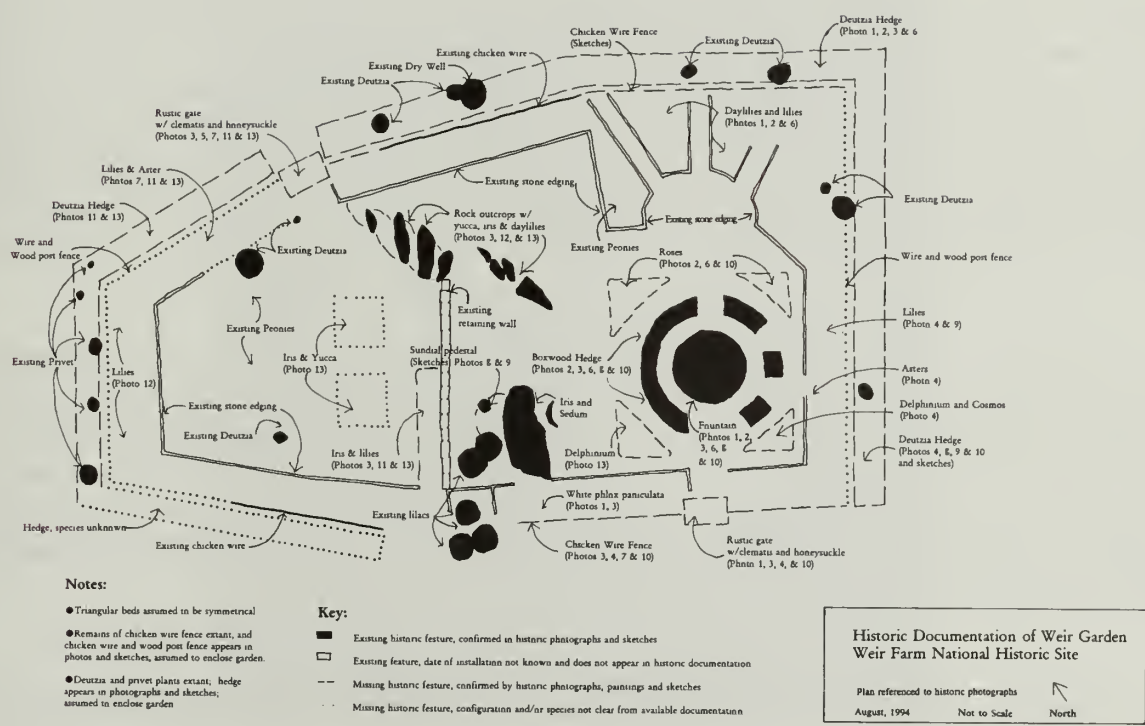 Deutzia Hedge
(Photo 1, 2, 3 & 6
Chicken Wire Fence
(Sketches)
Existing Deutzia
Existing chicken wire
Existing Dry Well
Existing Deutzia
Rustic gate
w/ clematis and honeysuckle
(Photos 3, 5, 7, 11 & 13)
Daylilies and lilies
(Photos 1, 2 & 6)
Lilies & Aster
(Photos 7, 11 & 13)
Existing stone edging
Deutzia Hedge
(Photos 11 & 13)
Rock outcrops w/
yucca, iris & daylilies
(Photos 3, 12, & 13)
Existing stone edging
Existing Deutzia
Wire and
Wood post fence
Existing Deutzia
Existing Peonies
Roses
(Photos 2, 6 & 10)
Wire and wood post fence
Existing
retaining wall
Existing Peonies
Lilies
(Photo 4 & 9)
Iris & Yucca
(Photo 13)
Sundial pedestal
(Sketches) Photos 8 & 9)
Boxwood Hedge
(Photos 2, 3, 6, 8 & 10)
Existing Privet
Lilies
(Photo 12)
Asters
(Photo 4)
Existing stone edging
Iris and
Sedum
Delphinium and Cosmos
(Photo 4)
Fountain
(Photos 1, 2,
3, 6, 8
& 10)
Existing Deutzia
Iris & lilies
(Photos 3, 11 & 13)
Delphinium
(Photo 13)
Deutzia Hedge
(Photos 4, 8, 9 & 10
and sketches)
White phlox paniculata
(Photos 1, 3)
Existing lilacs
Hedge, species unknown
Existing chicken wire
Chicken Wire Fence
(Photos 3, 4, 7 & 10)
Rustic gate
w/clematis and honeysuckle
(Photo 1, 3, 4, & 10)
Notes:
●Triangular beds assumed to be symmetrical
●Remains of chicken wire fence extant, and
chicken wire and wood post fence appears in
photos and sketches, assumed to enclose garden.
●Deutzia and privet plants extant; hedge
appears in photographs and sketches;
assumed to enclose garden
Key:
Existing historic feature, confirmed in historic photographs and sketches
Existing feature, date of installation not known and does not appear in historic documentation
Missing historic feature, confirmed by historic photographs, paintings and sketches
Missing historic feature, configuration and/or species not clear from available documentation
Historic Documentation of Weir Garden
Weir Farm National Historic Site
Plan referenced to historic photographs
August, 1994 Not to Scale North